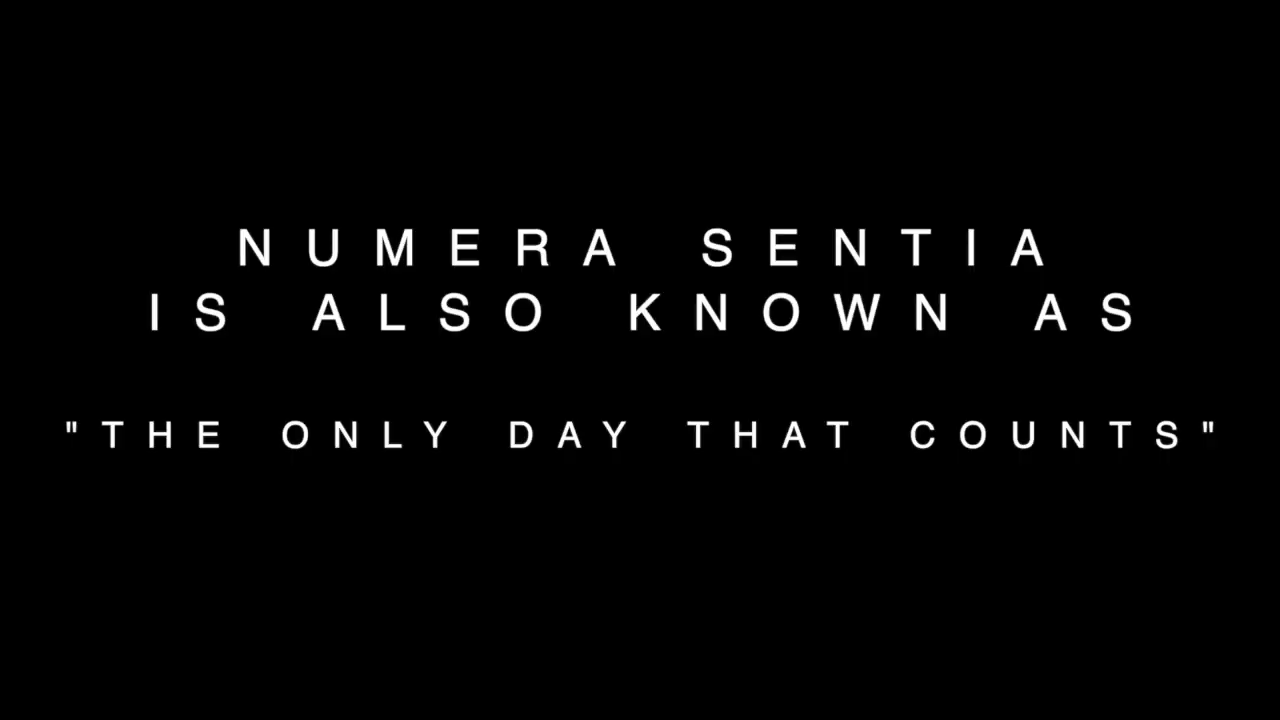 NUMERA SENTIA
IS ALSO KNOWN AS
"THE ONLY DAY THAT COUNTS"